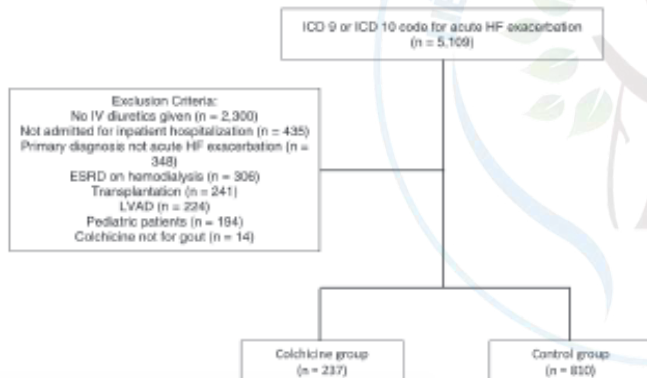 ICD 9 or ICD 10 code for acute HF exacerbation
(n = 5,109)
Exclusion Criteria:
No IV diuretics given (n = 2,300)
Not admitted for inpatient hospitalization (n = 435)
Primary diagnosis not acute HF exacerbation (n =
348)
ESRD on hemodialysis (n = 306)
Transplantation (n = 241)
LVAD (n = 224)
Pediatric patients (n = 194)
Colchicine not for gout (n = 14)
Colchicine group
(n = 237)
Control group
(n = 810)